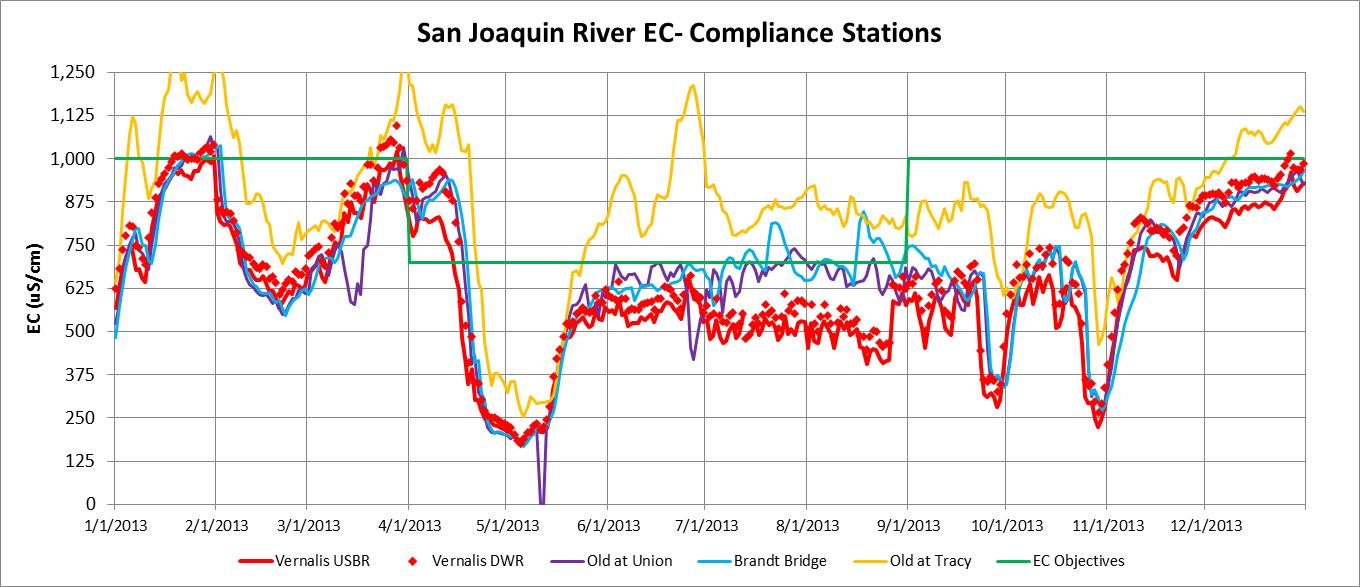 San Joaquin River EC- Compliance Stations
EC (uS/cm)
1,250
1,125
1,000
875
750
625
500
375
250
125
0
1/1/2013 2/1/2013 3/1/2013 4/1/2013 5/1/2013 6/1/2013 7/1/2013 8/1/2013 9/1/2013 10/1/2013 11/1/2013 12/1/2013
Vernalis USBR Vernalis DWR Old at Union Brandt Bridge Old at Tracy EC Objectives